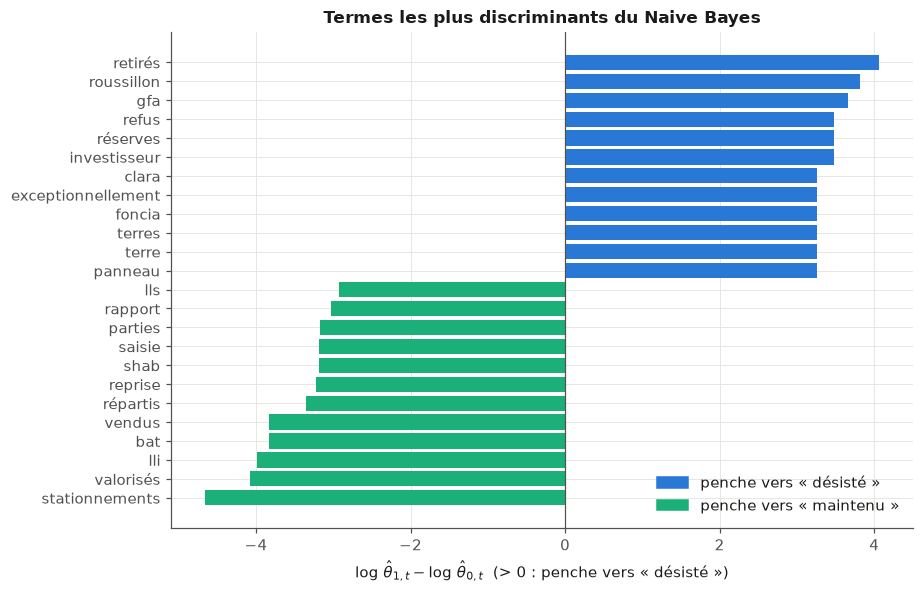 Termes les plus discriminants du Naive Bayes
retirés
roussillon
gfa
refus
réserves
investisseur
clara
exceptionnellement
foncia
terres
terre
panneau
lls
rapport
parties
saisie
shab
reprise
répartis
vendus
bat
lli
valorisés
stationnements
penche vers « désisté »
penche vers « maintenu »
−4 −2 0 2 4
log θ̂₁,ₜ − log θ̂₀,ₜ (> 0 : penche vers « désisté »)